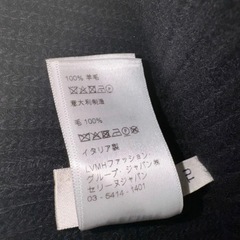 100% 羊毛
意大利制造
毛 100%
イタリア製
LVMHファッション・
グループ・ジャパン㈱
セリーヌジャパン
03-5414-1401